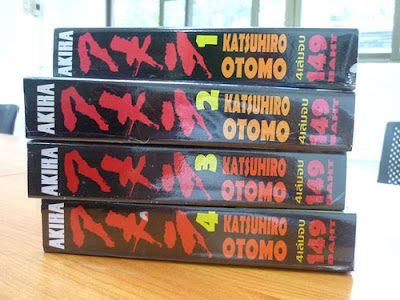 AKIRA アキラ 1 KATSUHIRO OTOMO 4เล่มจบ 149 BAHT
AKIRA アキラ 2 KATSUHIRO OTOMO 4เล่มจบ 149 BAHT
AKIRA アキラ 3 KATSUHIRO OTOMO 4เล่มจบ 149 BAHT
AKIRA アキラ 4 KATSUHIRO OTOMO 4เล่มจบ 149 BAHT